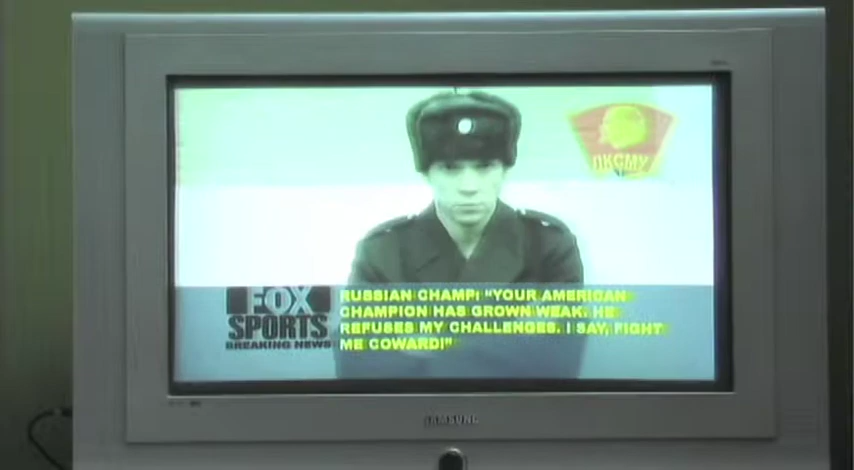 ЛКСМУ
FOX
SPORTS
BREAKING NEWS
RUSSIAN CHAMP: "YOUR AMERICAN
CHAMPION HAS GROWN WEAK. HE
REFUSES MY CHALLENGES. I SAY, FIGHT
ME COWARD!"
SAMSUNG